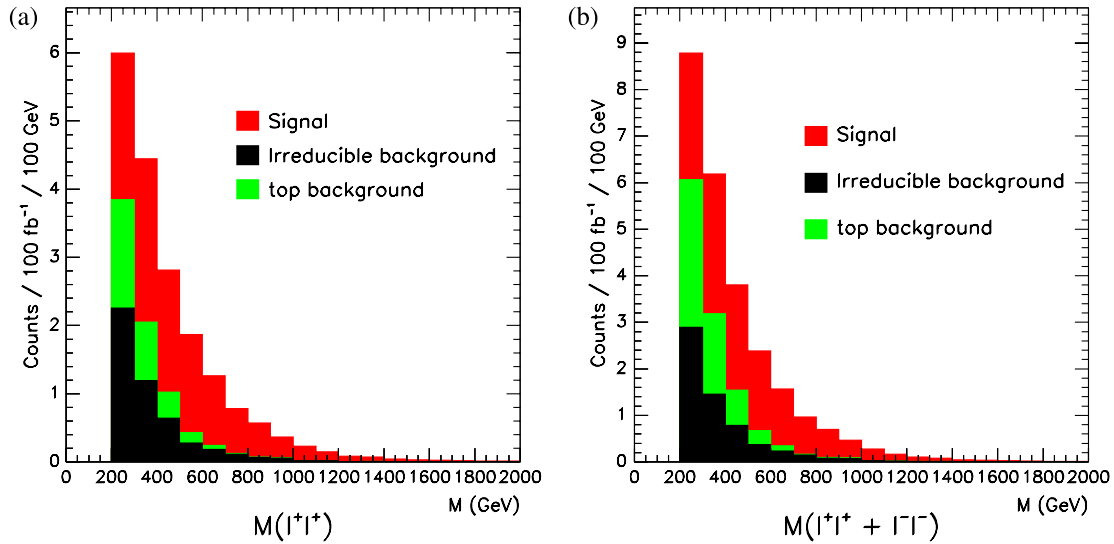 (a)
Counts / 100 fb⁻¹ / 100 GeV
6
5
4
3
2
1
0
Signal
Irreducible background
top background
0 200 400 600 800 1000 1200 1400 1600 1800 2000
M (GeV)
M(l⁺l⁺)
(b)
Counts / 100 fb⁻¹ / 100 GeV
9
8
7
6
5
4
3
2
1
0
Signal
Irreducible background
top background
0 200 400 600 800 1000 1200 1400 1600 1800 2000
M (GeV)
M(l⁺l⁺ + l⁻l⁻)